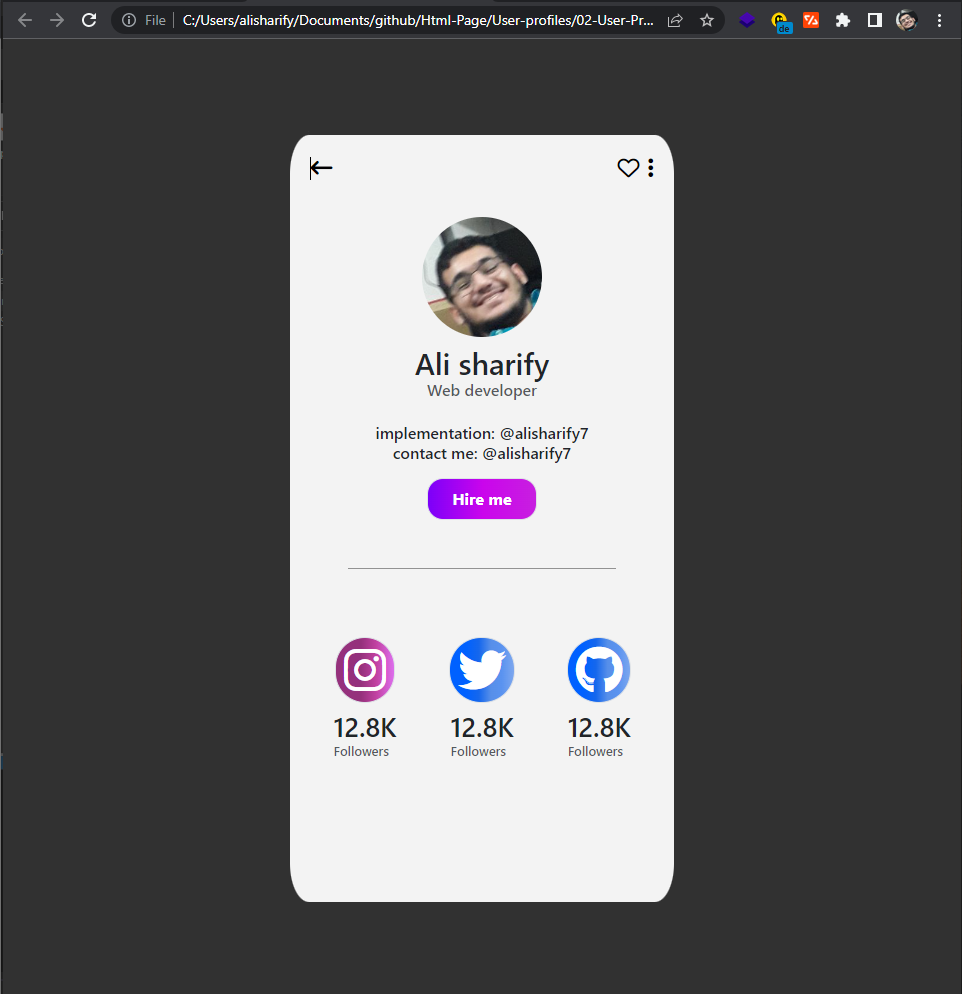 File C:/Users/alisharify/Documents/github/Html-Page/User-profiles/02-User-Pr...
de
Ali sharify
Web developer
implementation: @alisharify7
contact me: @alisharify7
Hire me
12.8K 12.8K 12.8K
Followers Followers Followers